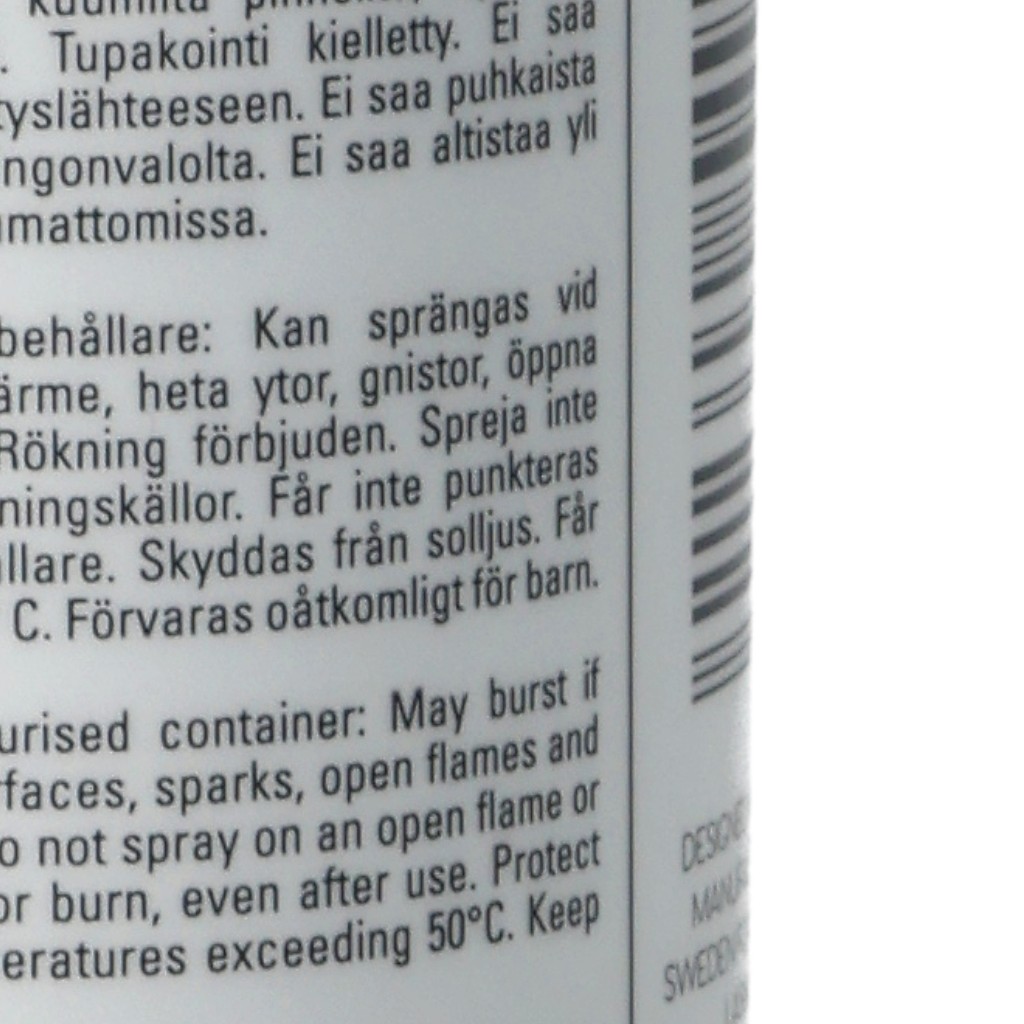 . Tupakointi kielletty. Ei saa
tyslähteeseen. Ei saa puhkaista
ngonvalolta. Ei saa altistaa yli
mattomissa.
behållare: Kan sprängas vid
ärme, heta ytor, gnistor, öppna
Rökning förbjuden. Spreja inte
ningskällor. Får inte punkteras
llare. Skyddas från solljus. Får
C. Förvaras oåtkomligt för barn.
urised container: May burst if
rfaces, sparks, open flames and
o not spray on an open flame or
or burn, even after use. Protect
eratures exceeding 50°C. Keep
SWEDEN